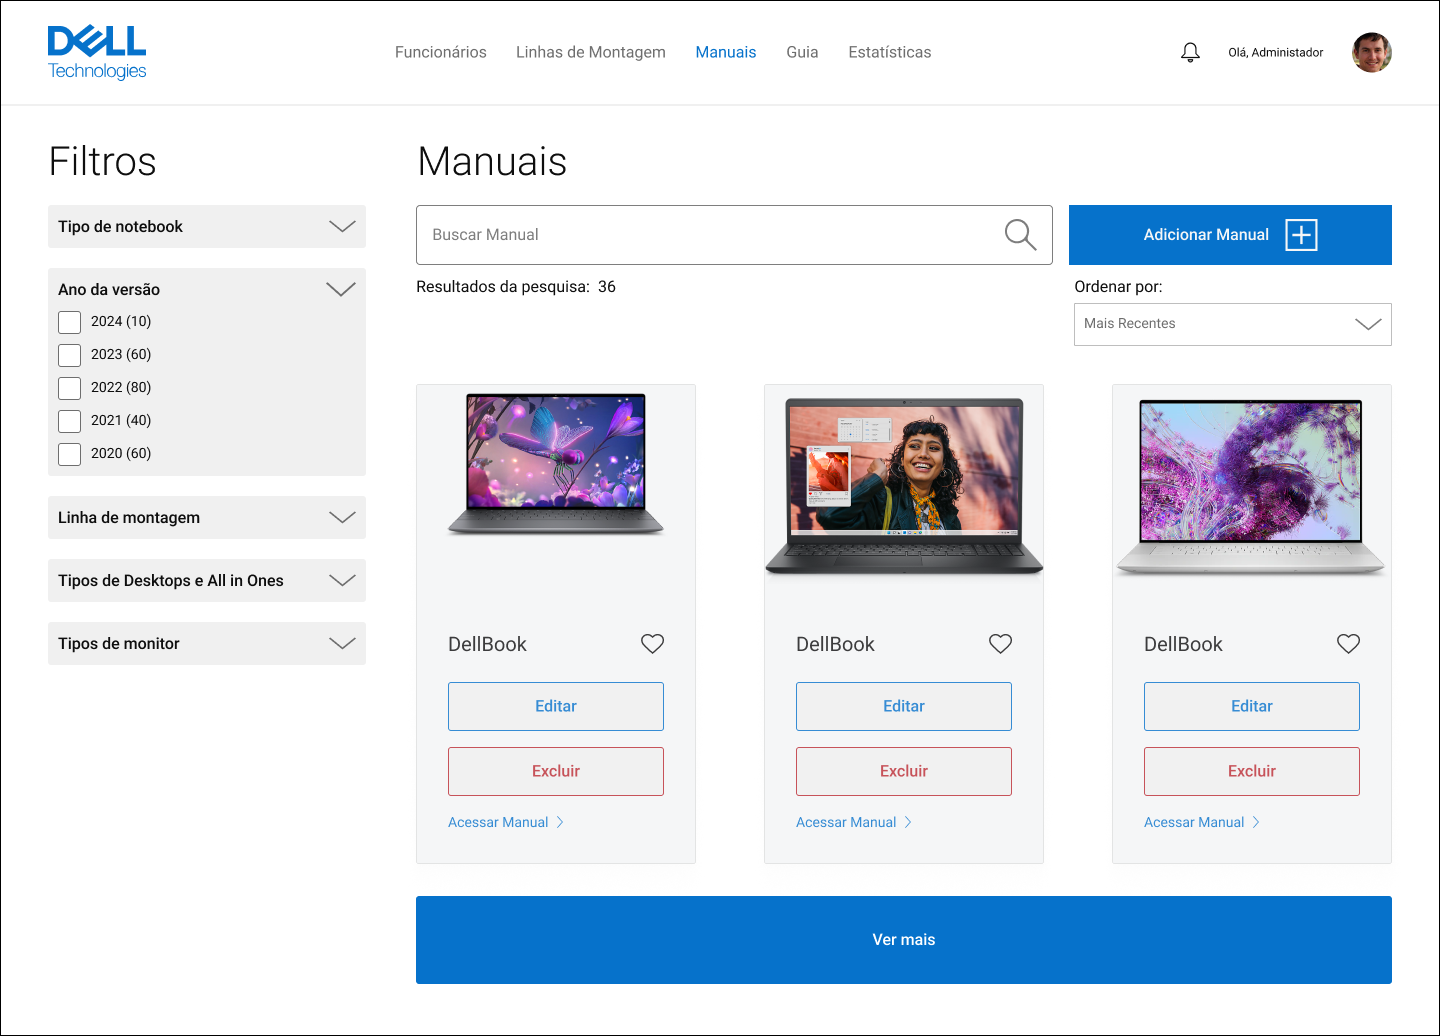 DELL
Technologies
Funcionários Linhas de Montagem Manuais Guia Estatísticas
Olá, Administador
Filtros
Tipo de notebook
Ano da versão
2024 (10)
2023 (60)
2022 (80)
2021 (40)
2020 (60)
Linha de montagem
Tipos de Desktops e All in Ones
Tipos de monitor
Manuais
Buscar Manual
Adicionar Manual
Resultados da pesquisa: 36
Ordenar por:
Mais Recentes
DellBook
Editar
Excluir
Acessar Manual
DellBook
Editar
Excluir
Acessar Manual
DellBook
Editar
Excluir
Acessar Manual
Ver mais